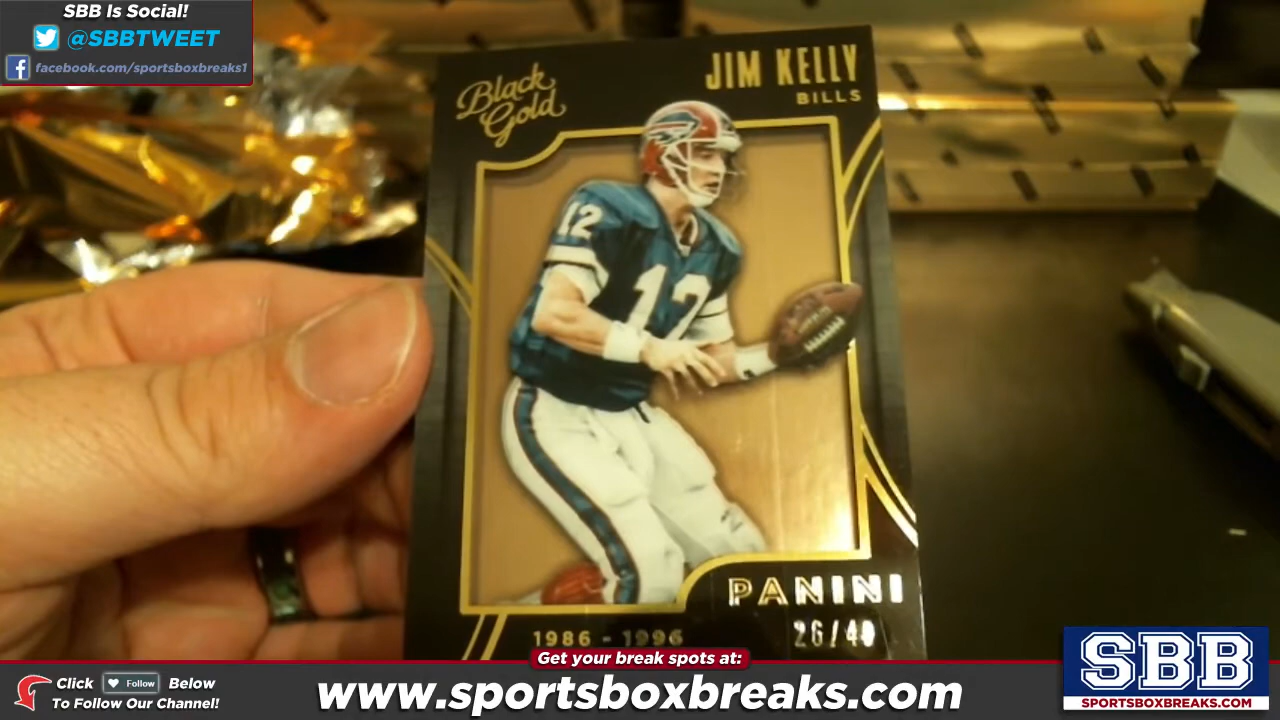 SBB Is Social!
@SBBTWEET
facebook.com/sportsboxbreaks1
Black Gold
JIM KELLY
BILLS
12
12
PANINI
1986 - 1996
26/40
Get your break spots at:
Click Follow Below
To Follow Our Channel!
www.sportsboxbreaks.com
SBB
SPORTSBOXBREAKS.COM